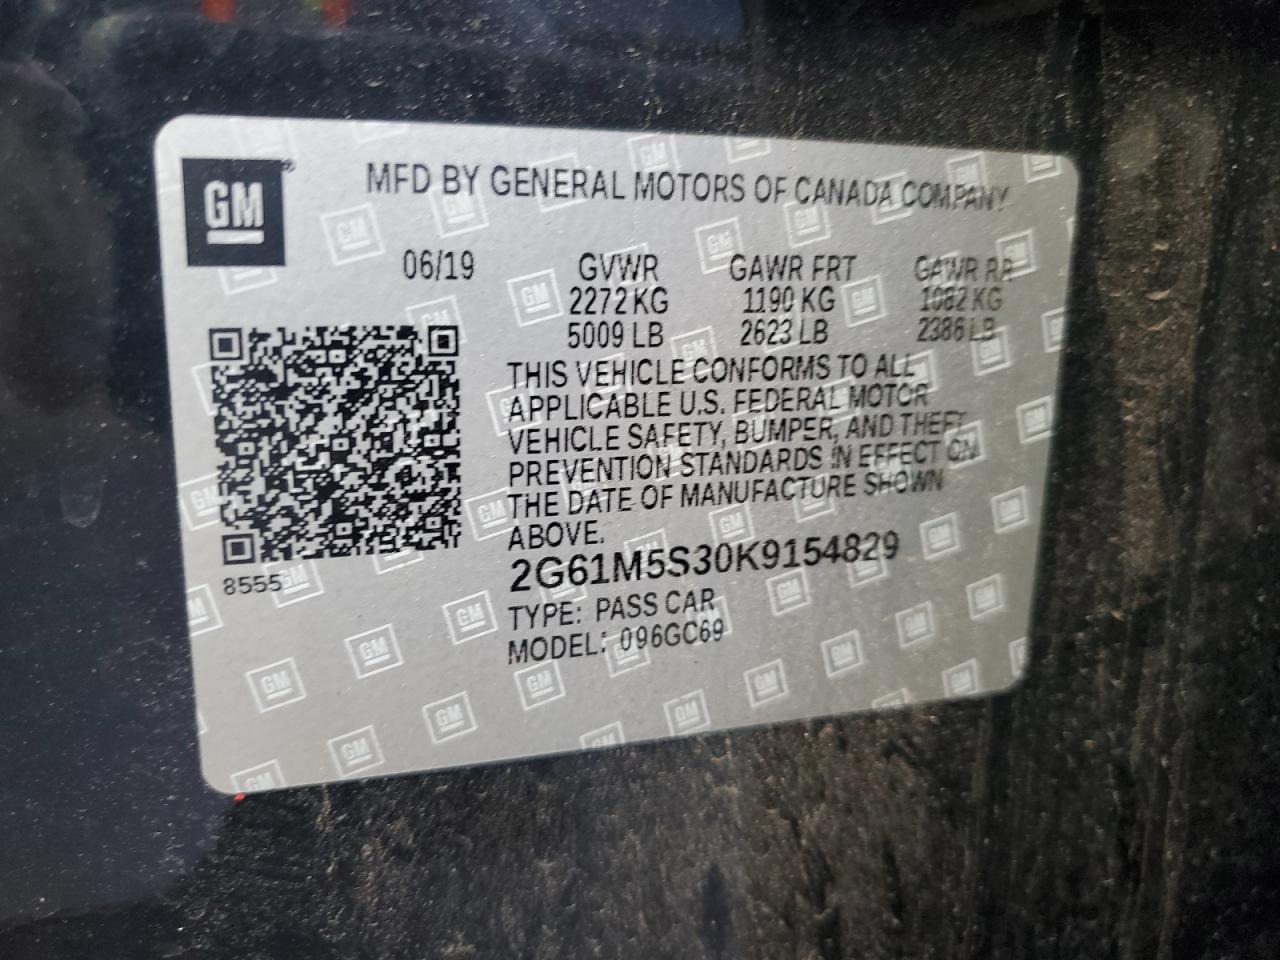 GM
MFD BY GENERAL MOTORS OF CANADA COMPANY
06/19 GVWR GAWR FRT GAWR RR
2272 KG 1190 KG 1082 KG
5009 LB 2623 LB 2386 LB
THIS VEHICLE CONFORMS TO ALL
APPLICABLE U.S. FEDERAL MOTOR
VEHICLE SAFETY, BUMPER, AND THEFT
PREVENTION STANDARDS IN EFFECT ON
THE DATE OF MANUFACTURE SHOWN
ABOVE.
8555
2G61M5S30K9154829
TYPE: PASS CAR
MODEL: 096GC69